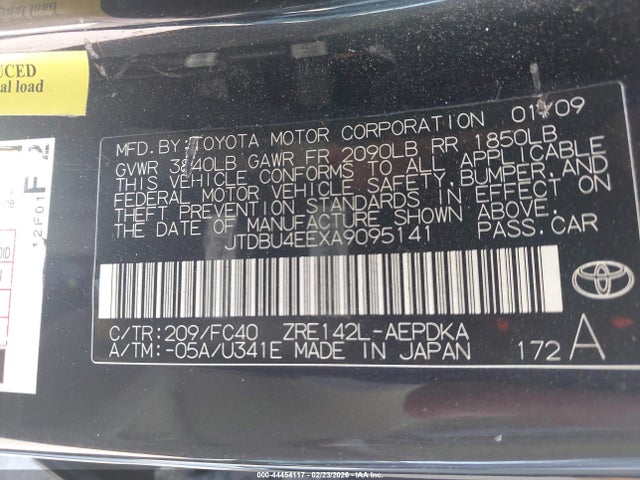 UCED
al load
12F01
F2
MFD.BY:TOYOTA MOTOR CORPORATION 01/09
GVWR 3840LB GAWR FR 2090LB RR 1850LB
THIS VEHICLE CONFORMS TO ALL APPLICABLE
FEDERAL MOTOR VEHICLE SAFETY,BUMPER,AND
THEFT PREVENTION STANDARDS IN EFFECT ON
THE DATE OF MANUFACTURE SHOWN ABOVE.
JTDBU4EEXA9095141 PASS.CAR
C/TR:209/FC40 ZRE142L-AEPDKA
A/TM:-05A/U341E MADE IN JAPAN 172 A
000-44454117 - 02/23/2026 - © IAA Inc.